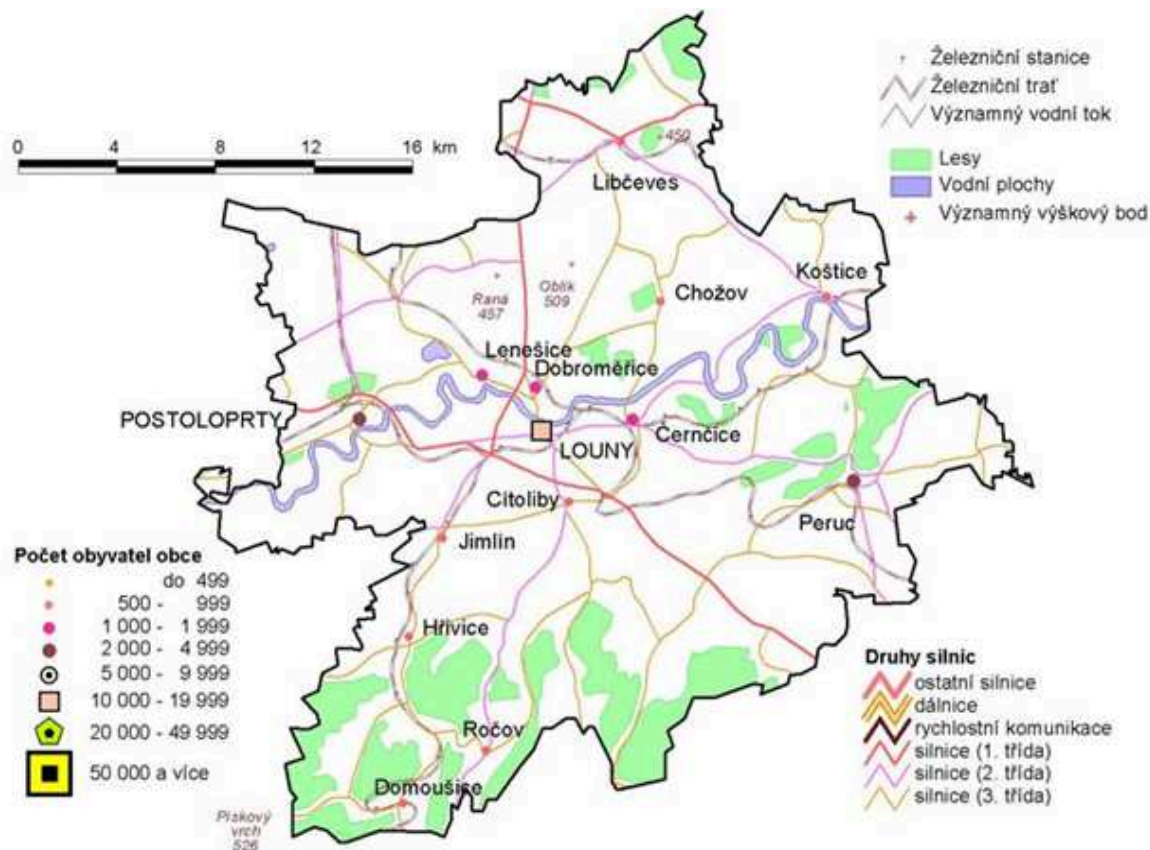 Železniční stanice
Železniční trať
Významný vodní tok
Lesy
Vodní plochy
Významný výškový bod
0 4 8 12 16 km
450
Libčeves
Koštice
Raná
457
Oblík
509
Chožov
Lenešice
Dobroměřice
POSTOLOPRTY
LOUNY
Černčice
Citoliby
Peruc
Jimlín
Hřivice
Ročov
Domoušice
Pískový
vrch
526
Počet obyvatel obce
do 499
500 - 999
1 000 - 1 999
2 000 - 4 999
5 000 - 9 999
10 000 - 19 999
20 000 - 49 999
50 000 a více
Druhy silnic
ostatní silnice
dálnice
rychlostní komunikace
silnice (1. třída)
silnice (2. třída)
silnice (3. třída)